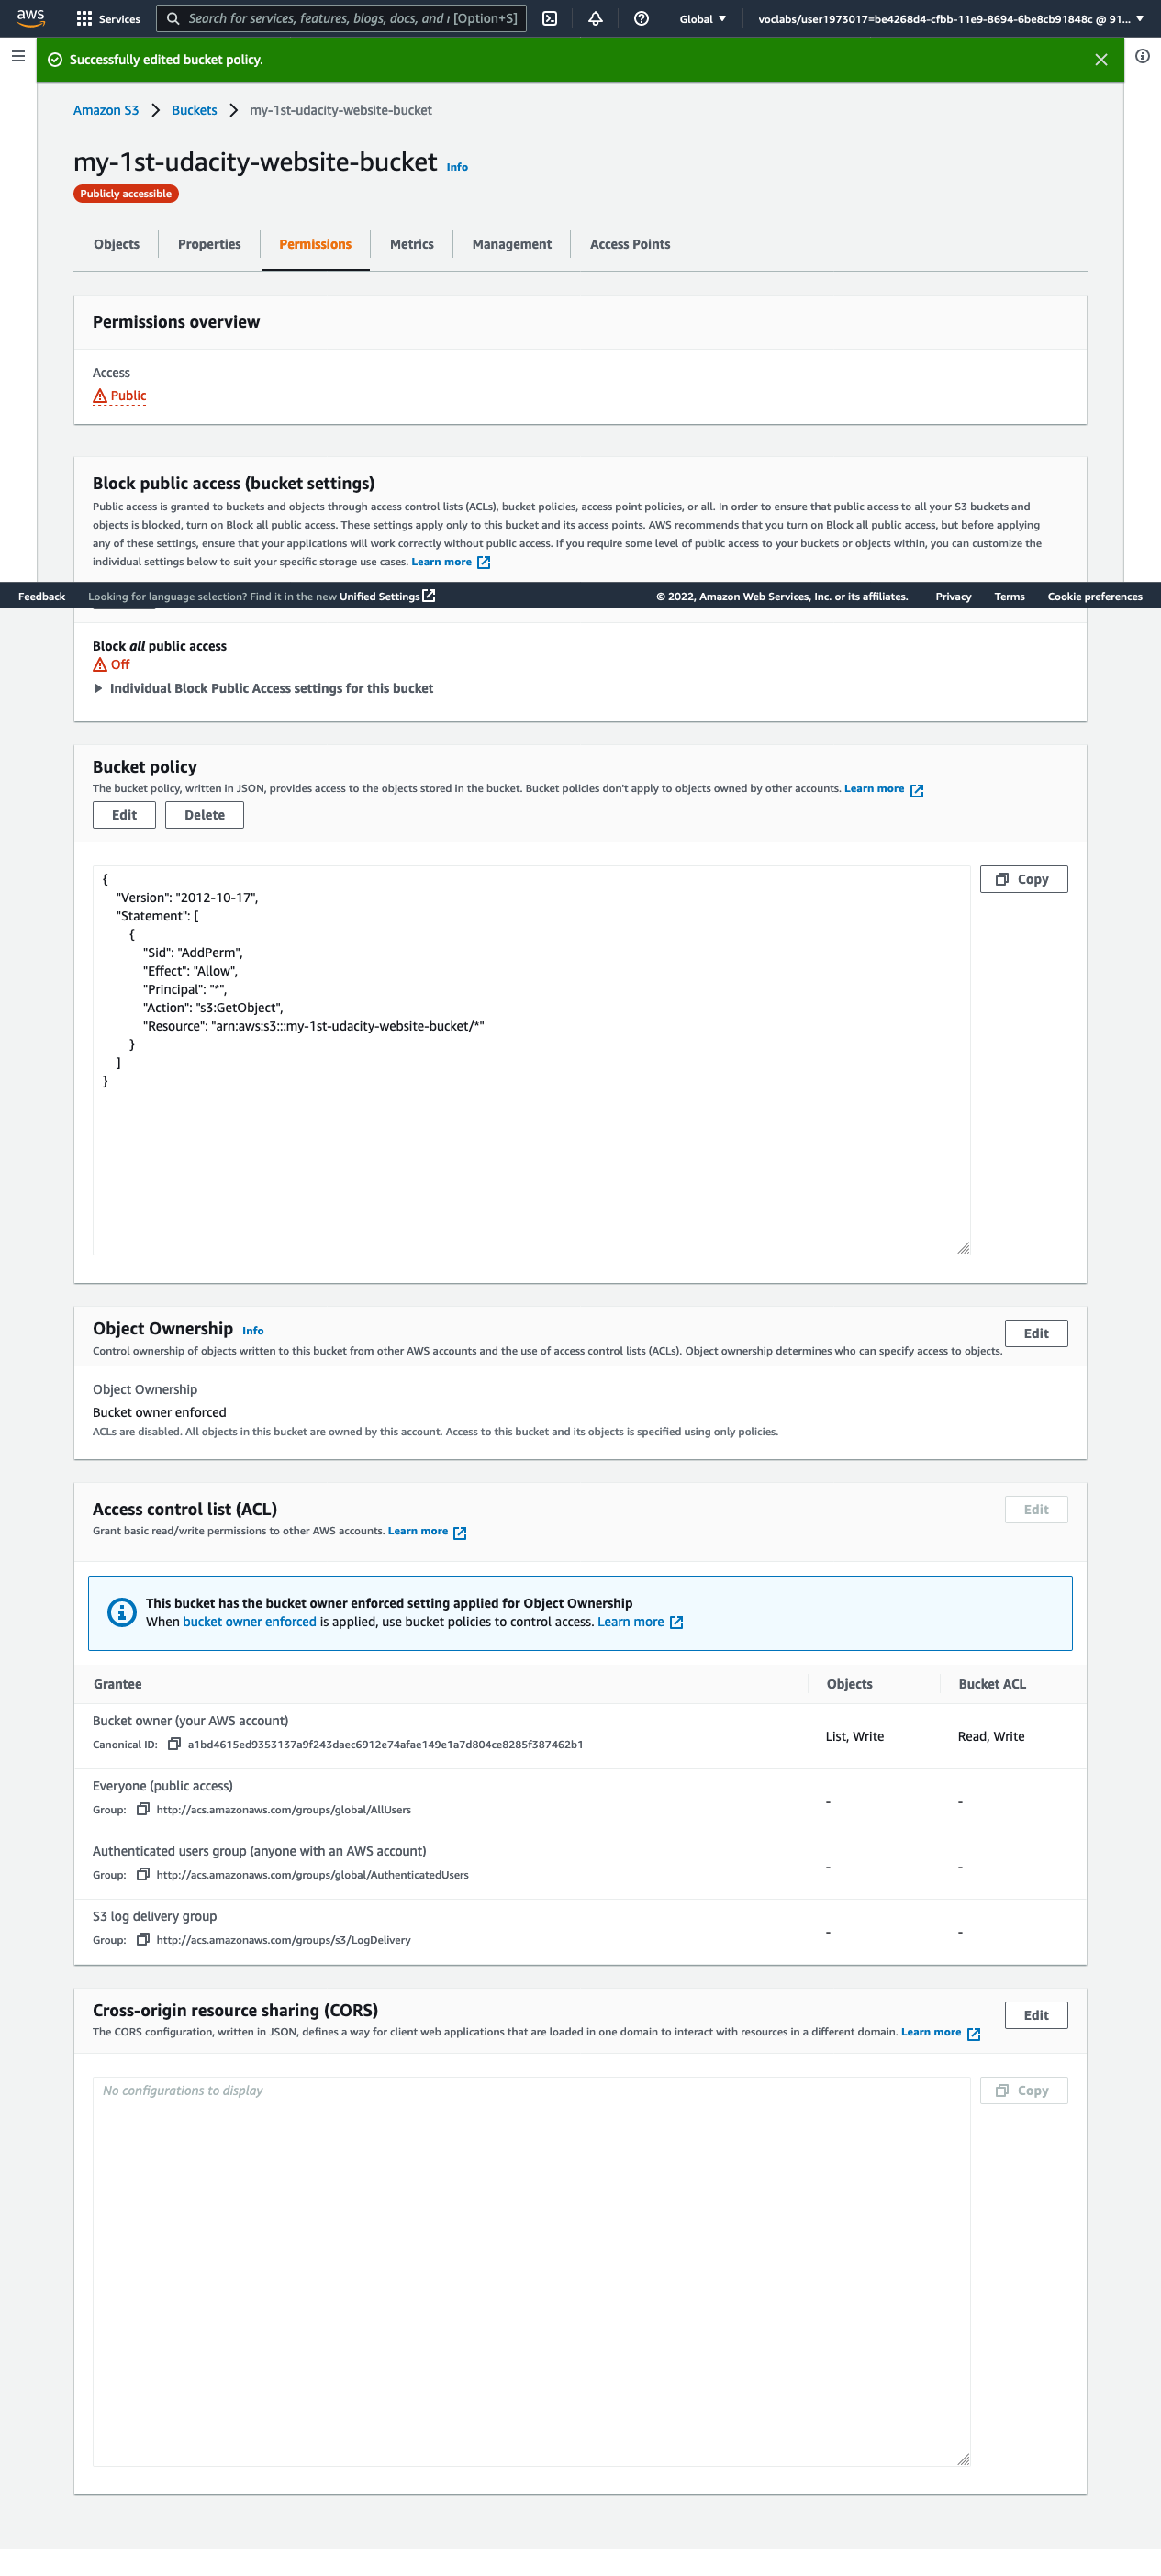 aws
Services
Search for services, features, blogs, docs, and r [Option+S]
Global
voclabs/user1973017=be4268d4-cfbb-11e9-8694-6be8cb91848c @ 91...
Successfully edited bucket policy.
Amazon S3
Buckets
my-1st-udacity-website-bucket
my-1st-udacity-website-bucket Info
Publicly accessible
Objects
Properties
Permissions
Metrics
Management
Access Points
Permissions overview
Access
Public
Block public access (bucket settings)
Public access is granted to buckets and objects through access control lists (ACLs), bucket policies, access point policies, or all. In order to ensure that public access to all your S3 buckets and
objects is blocked, turn on Block all public access. These settings apply only to this bucket and its access points. AWS recommends that you turn on Block all public access, but before applying
any of these settings, ensure that your applications will work correctly without public access. If you require some level of public access to your buckets or objects within, you can customize the
individual settings below to suit your specific storage use cases. Learn more
Feedback
Looking for language selection? Find it in the new Unified Settings
© 2022, Amazon Web Services, Inc. or its affiliates.
Privacy
Terms
Cookie preferences
Block all public access
Off
Individual Block Public Access settings for this bucket
Bucket policy
The bucket policy, written in JSON, provides access to the objects stored in the bucket. Bucket policies don't apply to objects owned by other accounts. Learn more
Edit
Delete
Copy
{
"Version": "2012-10-17",
"Statement": [
{
"Sid": "AddPerm",
"Effect": "Allow",
"Principal": "*",
"Action": "s3:GetObject",
"Resource": "arn:aws:s3:::my-1st-udacity-website-bucket/*"
}
]
}
Object Ownership Info
Edit
Control ownership of objects written to this bucket from other AWS accounts and the use of access control lists (ACLs). Object ownership determines who can specify access to objects.
Object Ownership
Bucket owner enforced
ACLs are disabled. All objects in this bucket are owned by this account. Access to this bucket and its objects is specified using only policies.
Access control list (ACL)
Edit
Grant basic read/write permissions to other AWS accounts. Learn more
This bucket has the bucket owner enforced setting applied for Object Ownership
When bucket owner enforced is applied, use bucket policies to control access. Learn more
Grantee
Objects
Bucket ACL
Bucket owner (your AWS account)
Canonical ID: a1bd4615ed9353137a9f243daec6912e74afae149e1a7d804ce8285f387462b1
List, Write
Read, Write
Everyone (public access)
Group: http://acs.amazonaws.com/groups/global/AllUsers
-
-
Authenticated users group (anyone with an AWS account)
Group: http://acs.amazonaws.com/groups/global/AuthenticatedUsers
-
-
S3 log delivery group
Group: http://acs.amazonaws.com/groups/s3/LogDelivery
-
-
Cross-origin resource sharing (CORS)
Edit
The CORS configuration, written in JSON, defines a way for client web applications that are loaded in one domain to interact with resources in a different domain. Learn more
No configurations to display
Copy